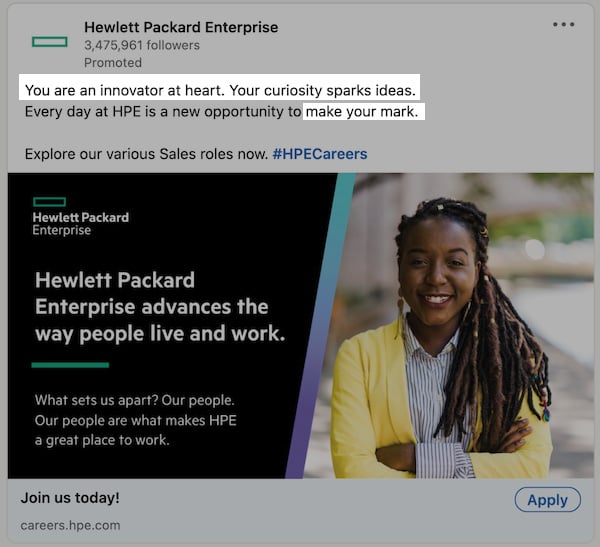 Hewlett Packard Enterprise
3,475,961 followers
Promoted
You are an innovator at heart. Your curiosity sparks ideas.
Every day at HPE is a new opportunity to make your mark.
Explore our various Sales roles now. #HPECareers
Hewlett Packard
Enterprise
Hewlett Packard
Enterprise advances the
way people live and work.
What sets us apart? Our people.
Our people are what makes HPE
a great place to work.
Join us today!
Apply
careers.hpe.com